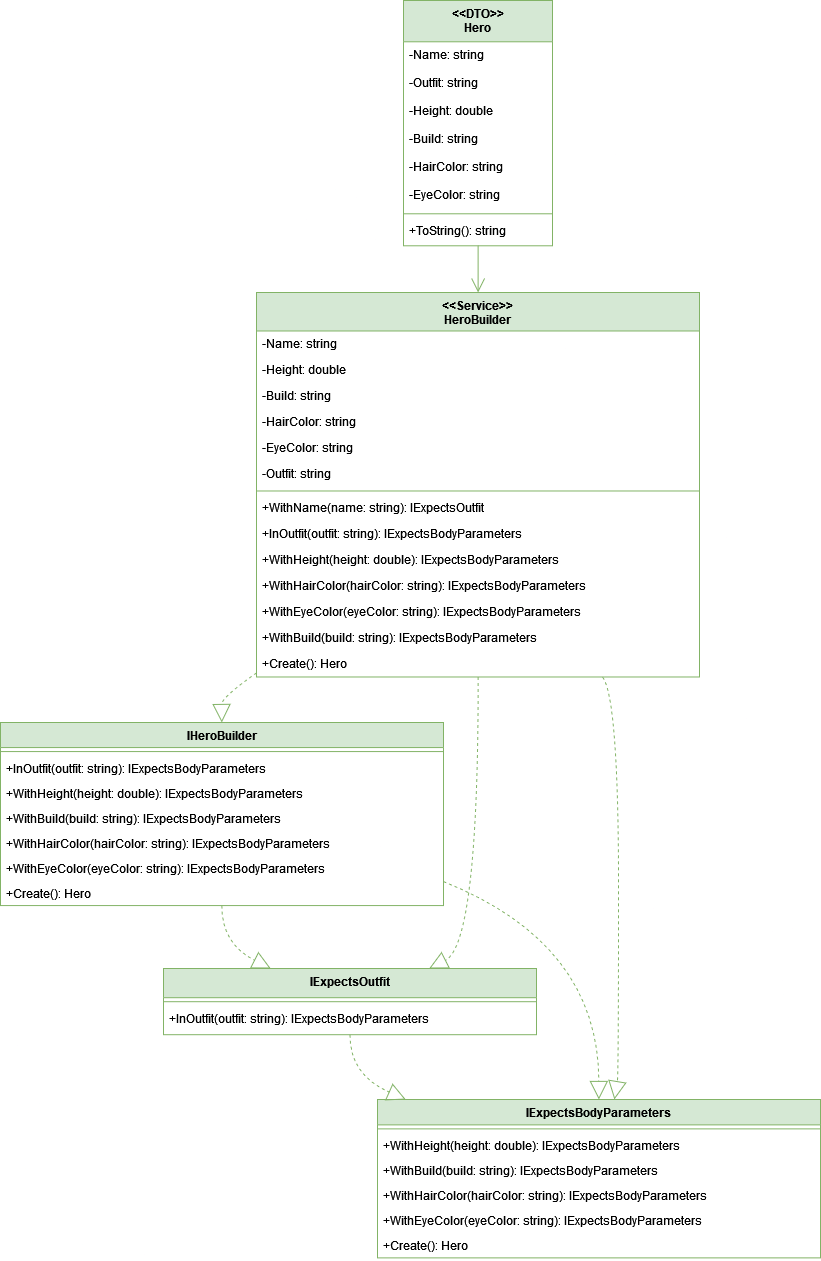 <<DTO>>
Hero
-Name: string
-Outfit: string
-Height: double
-Build: string
-HairColor: string
-EyeColor: string
+ToString(): string
<<Service>>
HeroBuilder
-Name: string
-Height: double
-Build: string
-HairColor: string
-EyeColor: string
-Outfit: string
+WithName(name: string): IExpectsOutfit
+InOutfit(outfit: string): IExpectsBodyParameters
+WithHeight(height: double): IExpectsBodyParameters
+WithHairColor(hairColor: string): IExpectsBodyParameters
+WithEyeColor(eyeColor: string): IExpectsBodyParameters
+WithBuild(build: string): IExpectsBodyParameters
+Create(): Hero
IHeroBuilder
+InOutfit(outfit: string): IExpectsBodyParameters
+WithHeight(height: double): IExpectsBodyParameters
+WithBuild(build: string): IExpectsBodyParameters
+WithHairColor(hairColor: string): IExpectsBodyParameters
+WithEyeColor(eyeColor: string): IExpectsBodyParameters
+Create(): Hero
IExpectsOutfit
+InOutfit(outfit: string): IExpectsBodyParameters
IExpectsBodyParameters
+WithHeight(height: double): IExpectsBodyParameters
+WithBuild(build: string): IExpectsBodyParameters
+WithHairColor(hairColor: string): IExpectsBodyParameters
+WithEyeColor(eyeColor: string): IExpectsBodyParameters
+Create(): Hero